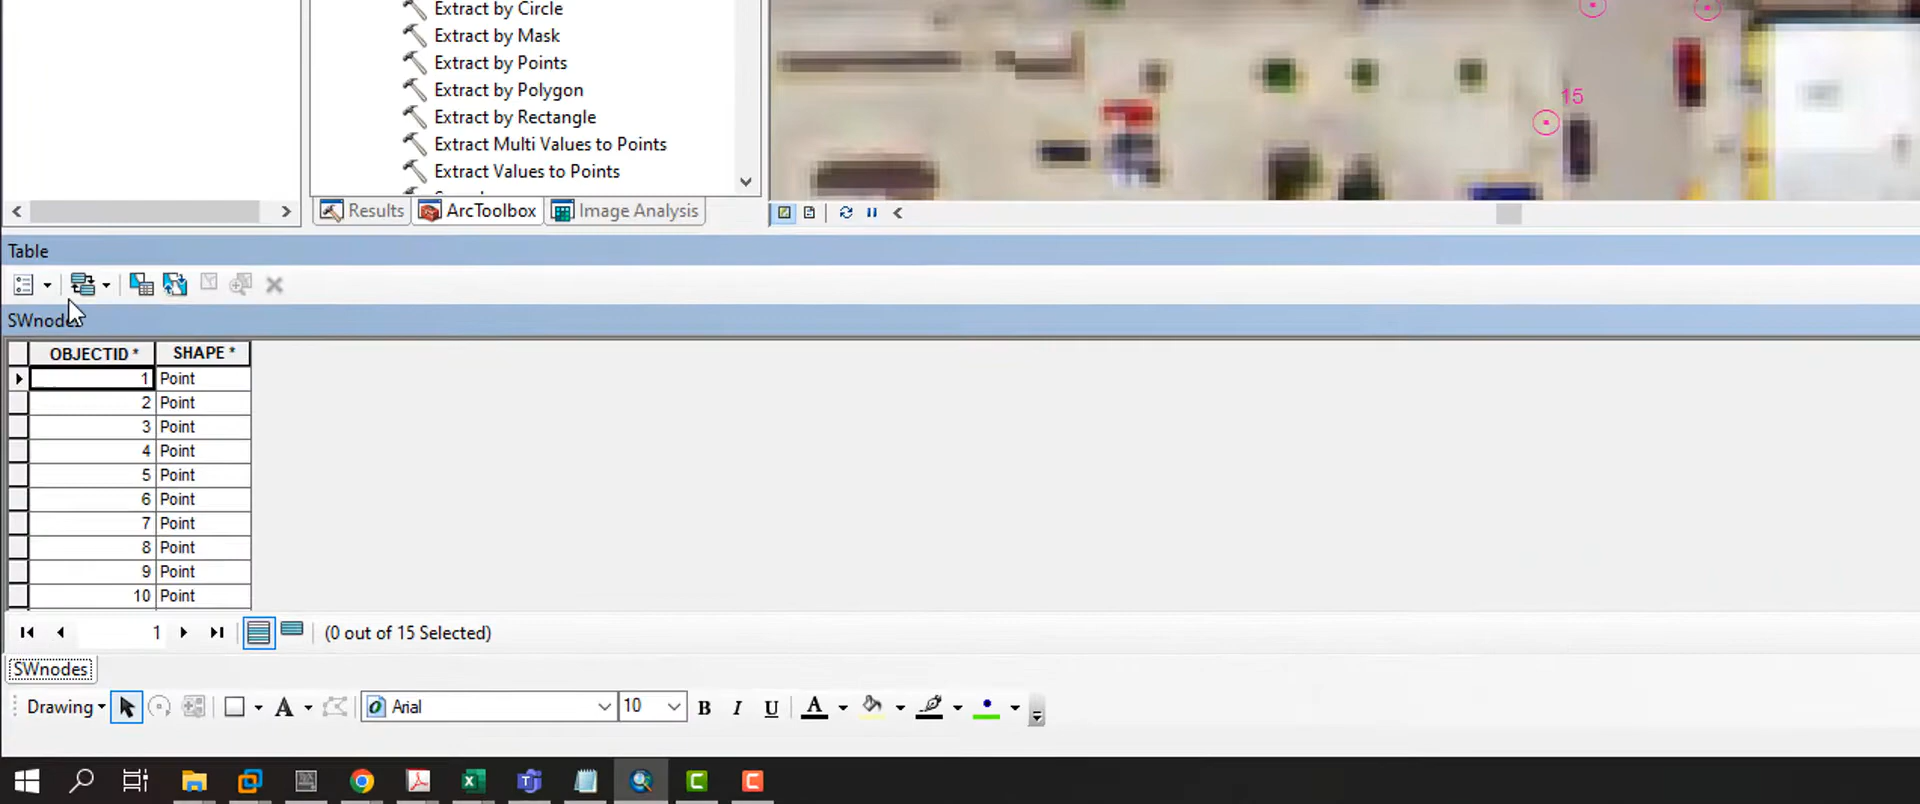 Extract by Circle
Extract by Mask
Extract by Points
Extract by Polygon
Extract by Rectangle
Extract Multi Values to Points
Extract Values to Points
15
Results
ArcToolbox
Image Analysis
Table
SWnodes
OBJECTID * SHAPE *
1 Point
2 Point
3 Point
4 Point
5 Point
6 Point
7 Point
8 Point
9 Point
10 Point
1
(0 out of 15 Selected)
SWnodes
Drawing
A
Arial
10
B I U A